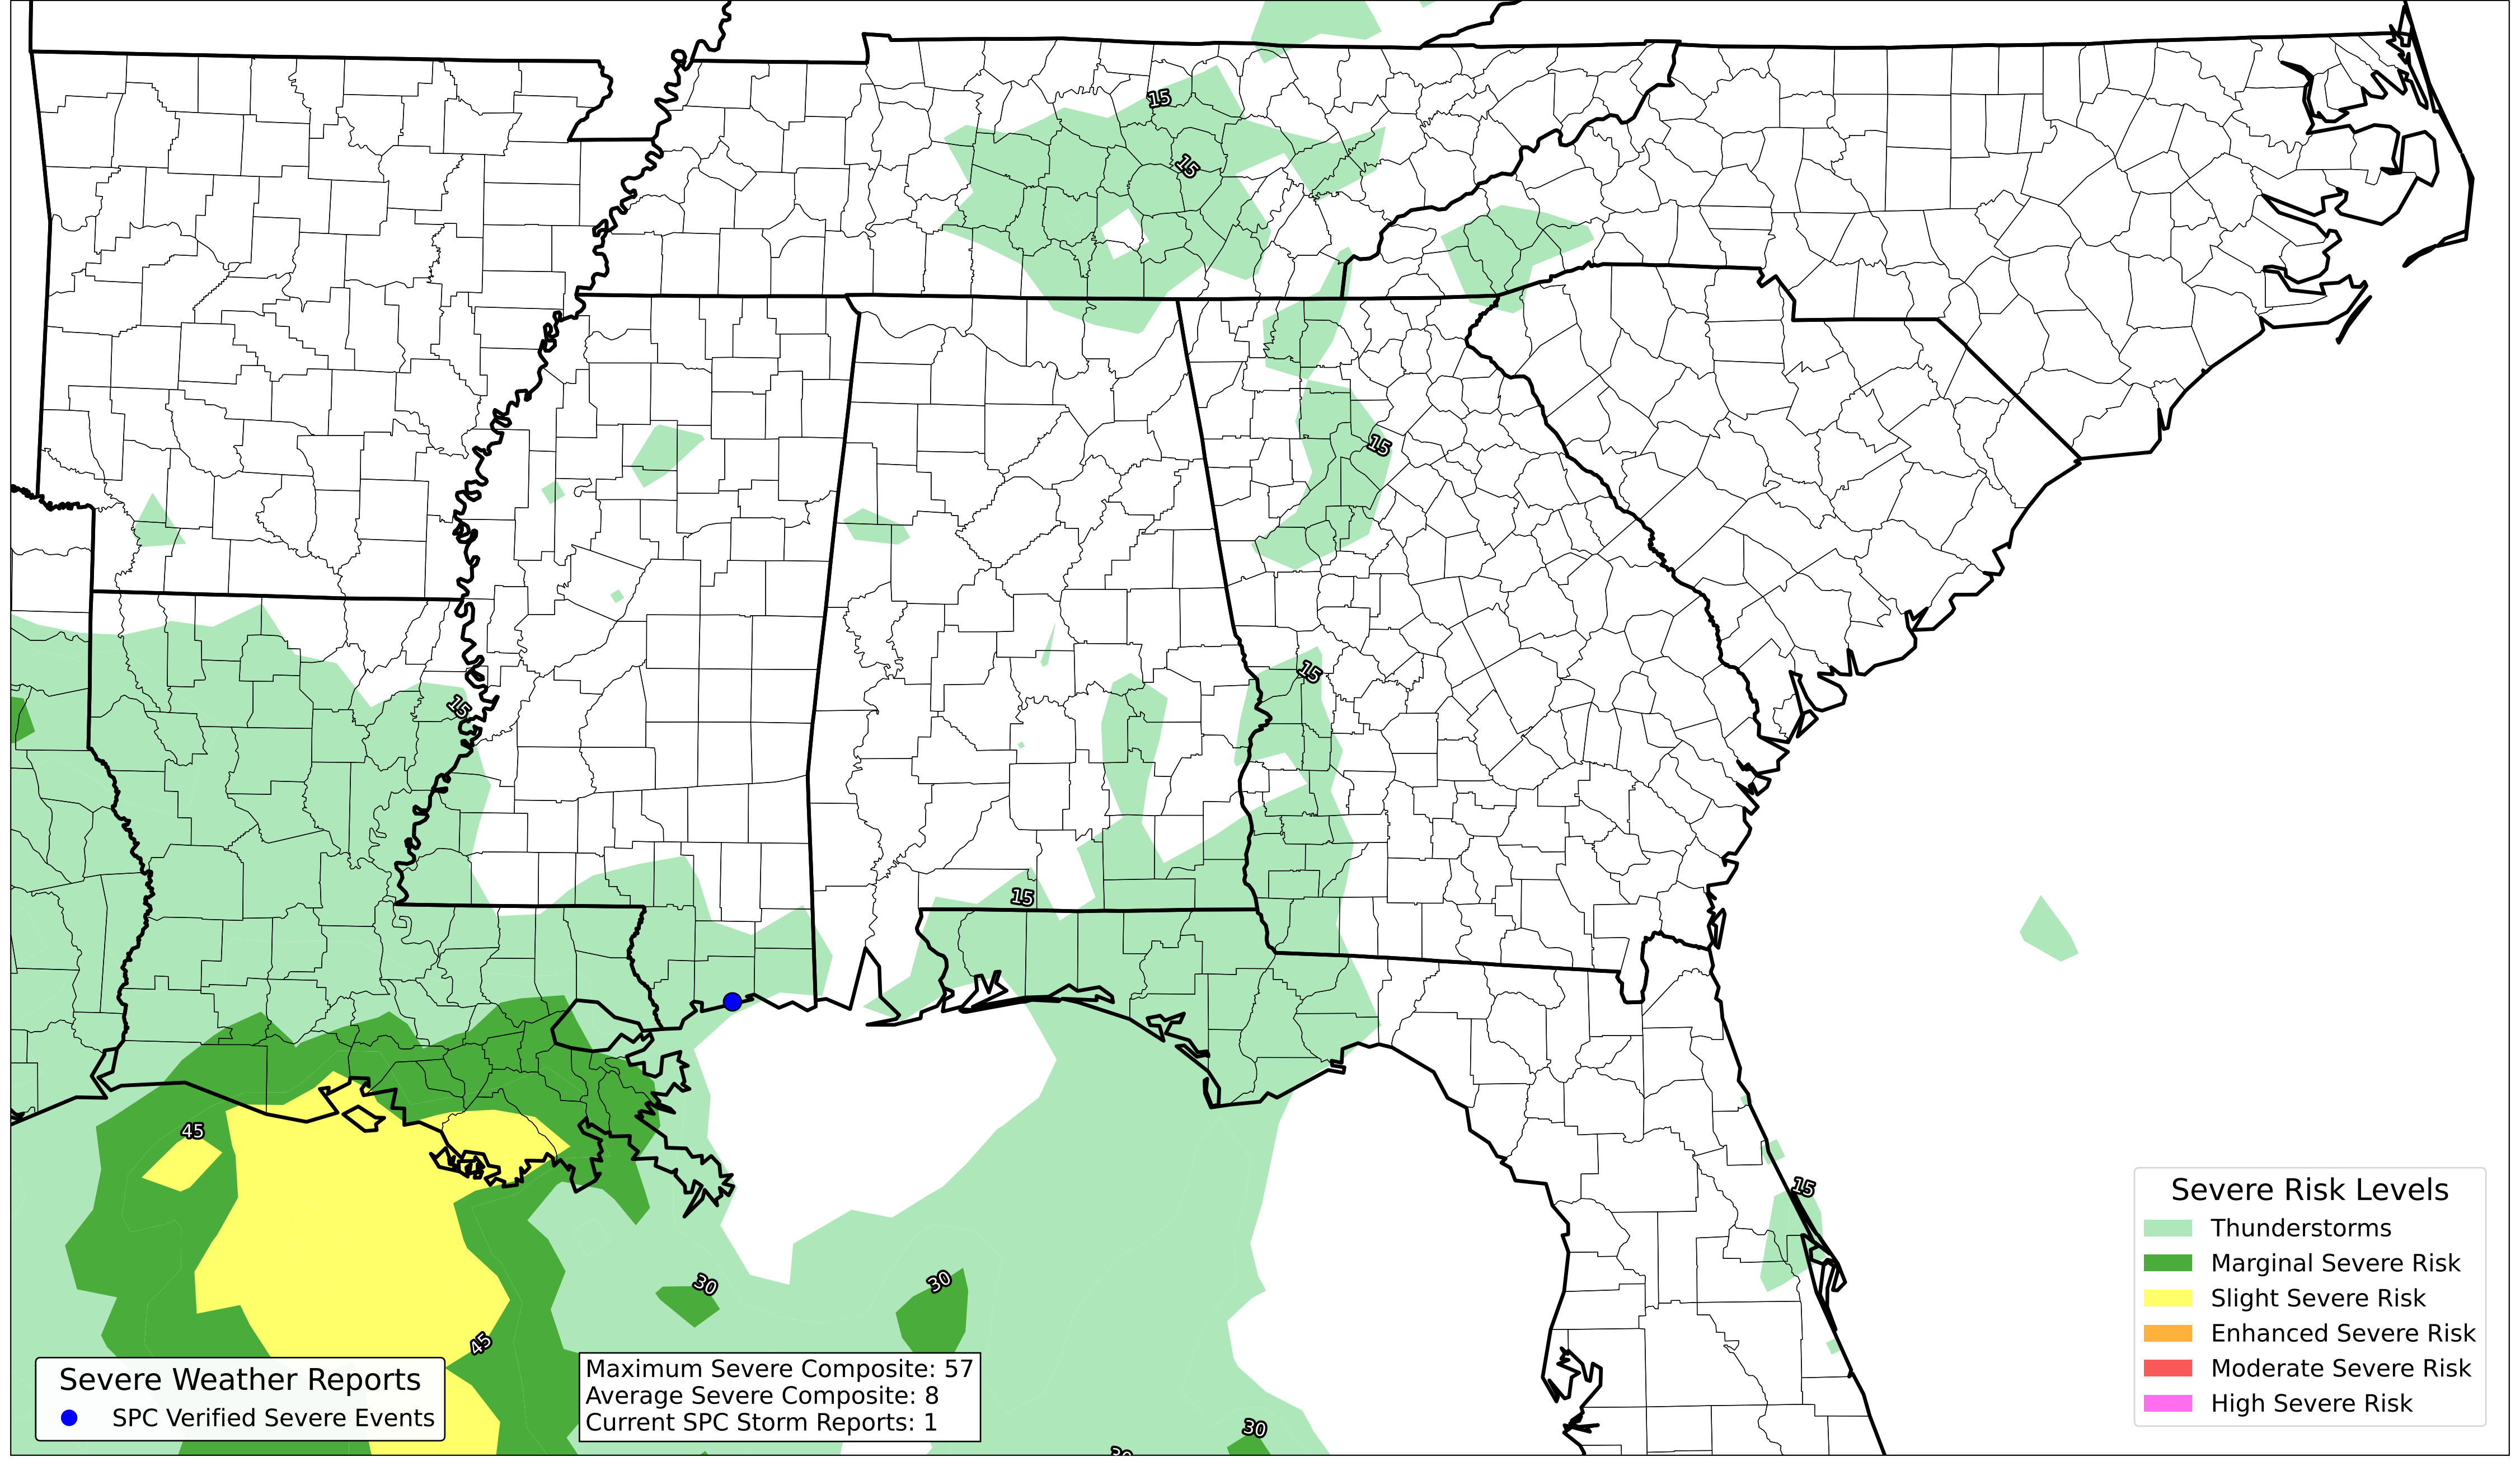 15
15
15
15
15
15
45
15
30
30
45
30
Severe Weather Reports
SPC Verified Severe Events
Maximum Severe Composite: 57
Average Severe Composite: 8
Current SPC Storm Reports: 1
Severe Risk Levels
Thunderstorms
Marginal Severe Risk
Slight Severe Risk
Enhanced Severe Risk
Moderate Severe Risk
High Severe Risk